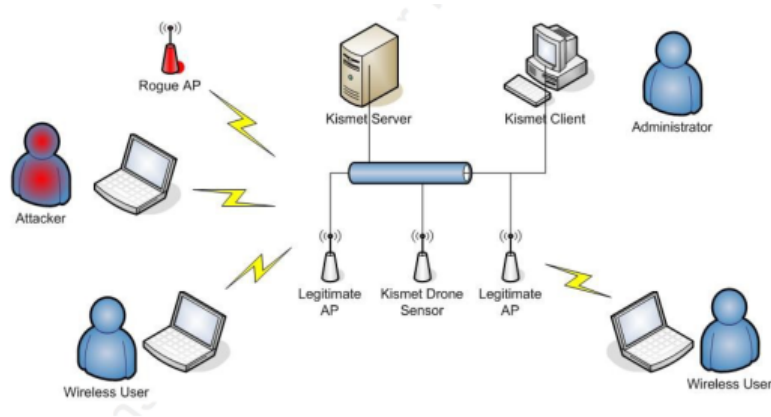 Rogue AP
Kismet Server
Kismet Client
Administrator
Attacker
Legitimate
AP
Kismet Drone
Sensor
Legitimate
AP
Wireless User
Wireless User